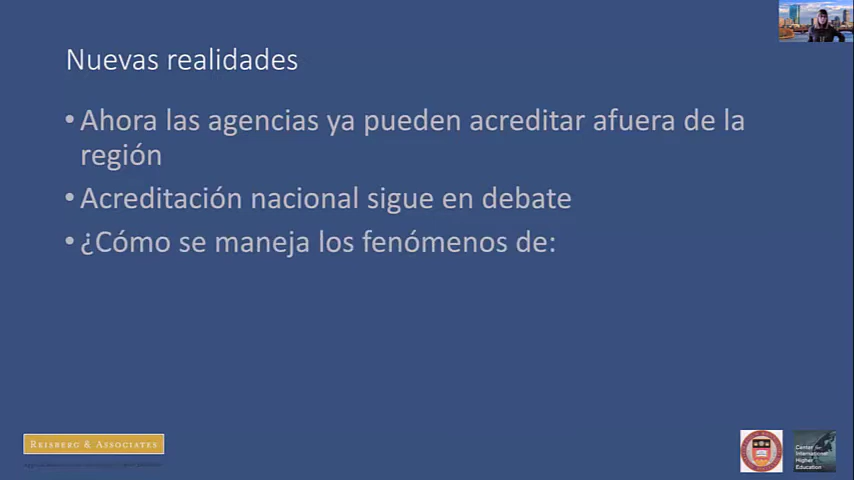 Nuevas realidades
• Ahora las agencias ya pueden acreditar afuera de la
región
• Acreditación nacional sigue en debate
• ¿Cómo se maneja los fenómenos de:
REISBERG & ASSOCIATES
Center for
International
Higher
Education